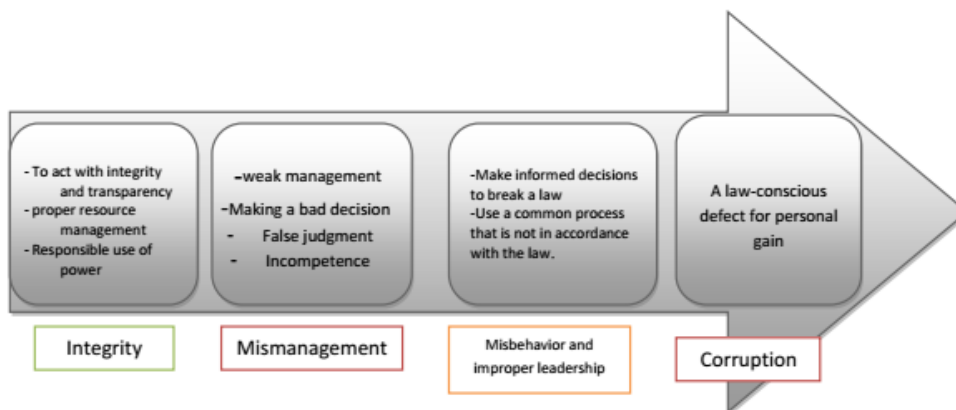 - To act with integrity
and transparency
- proper resource
management
- Responsible use of
power
-weak management
-Making a bad decision
- False judgment
- Incompetence
-Make informed decisions
to break a law
-Use a common process
that is not in accordance
with the law.
A law-conscious
defect for personal
gain
Integrity
Mismanagement
Misbehavior and
improper leadership
Corruption